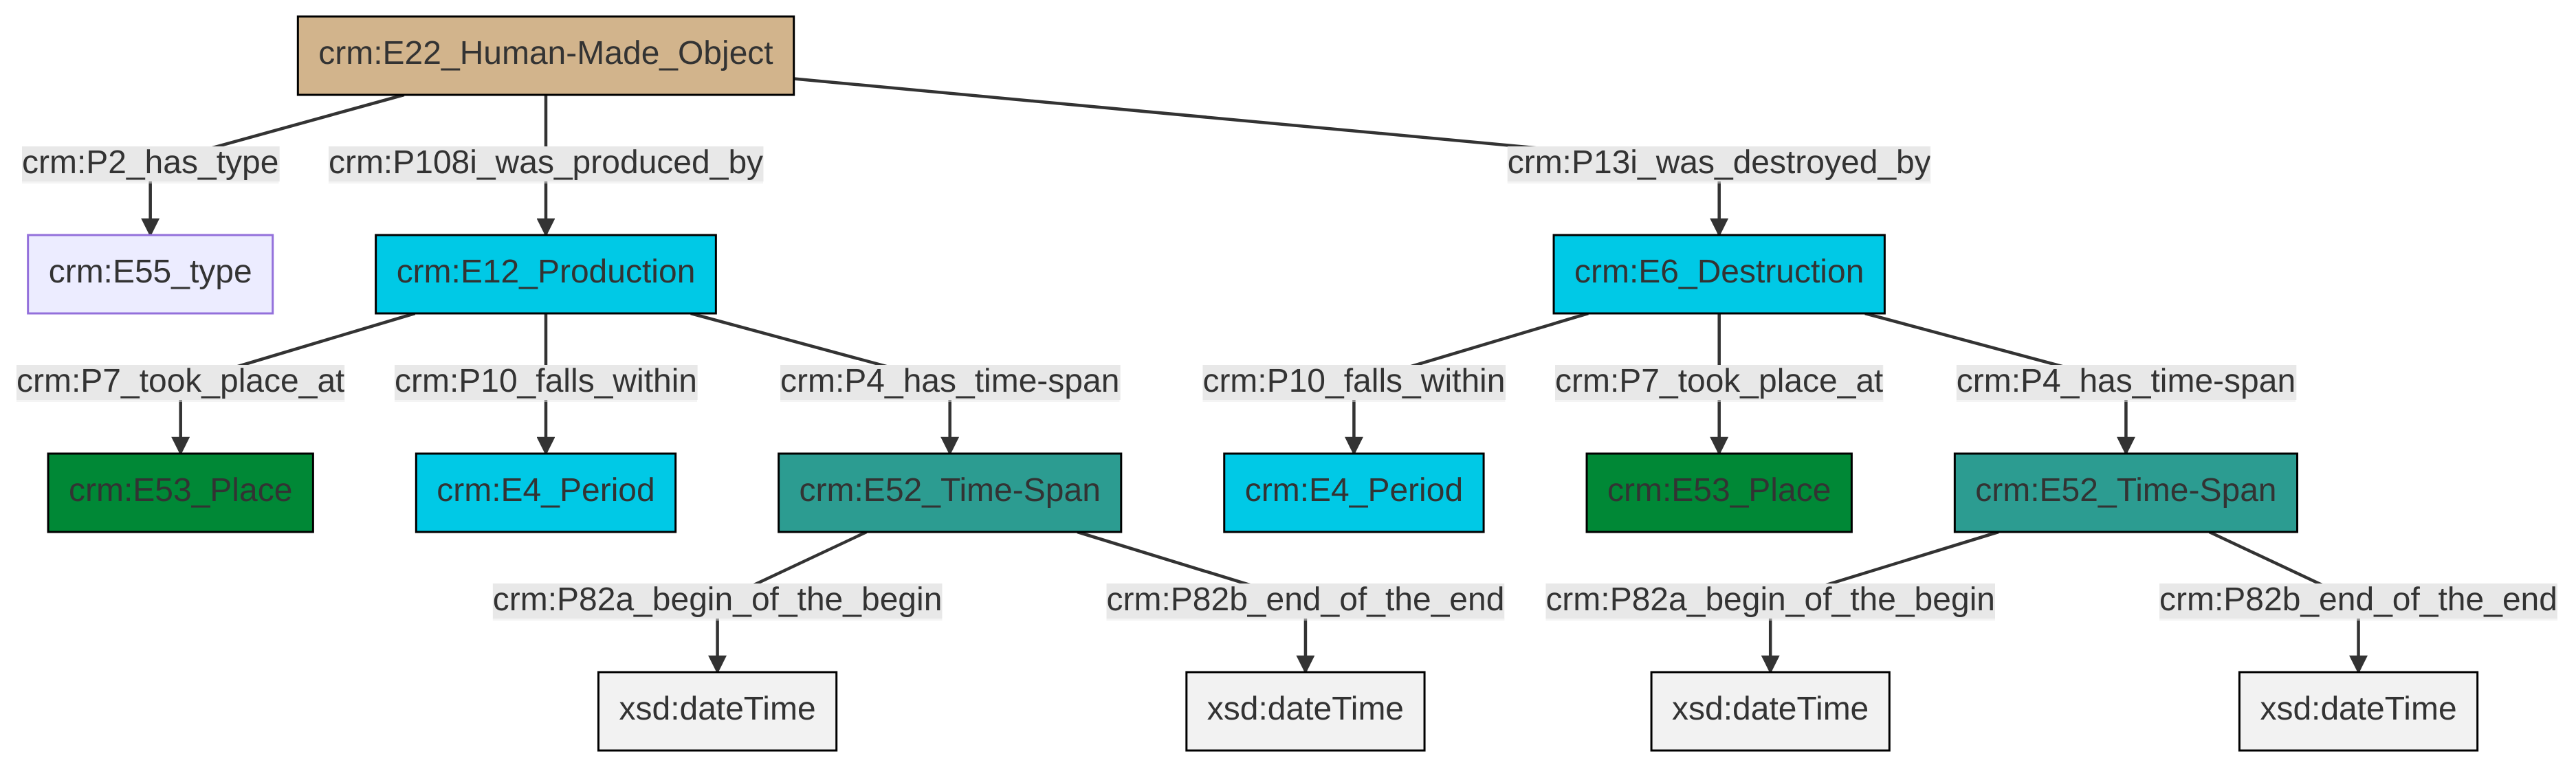 crm:E22_Human-Made_Object
crm:P2_has_type
crm:P108i_was_produced_by
crm:P13i_was_destroyed_by
crm:E55_type
crm:E12_Production
crm:E6_Destruction
crm:P7_took_place_at
crm:P10_falls_within
crm:P4_has_time-span
crm:P10_falls_within
crm:P7_took_place_at
crm:P4_has_time-span
crm:E53_Place
crm:E4_Period
crm:E52_Time-Span
crm:E4_Period
crm:E53_Place
crm:E52_Time-Span
crm:P82a_begin_of_the_begin
crm:P82b_end_of_the_end
crm:P82a_begin_of_the_begin
crm:P82b_end_of_the_end
xsd:dateTime
xsd:dateTime
xsd:dateTime
xsd:dateTime